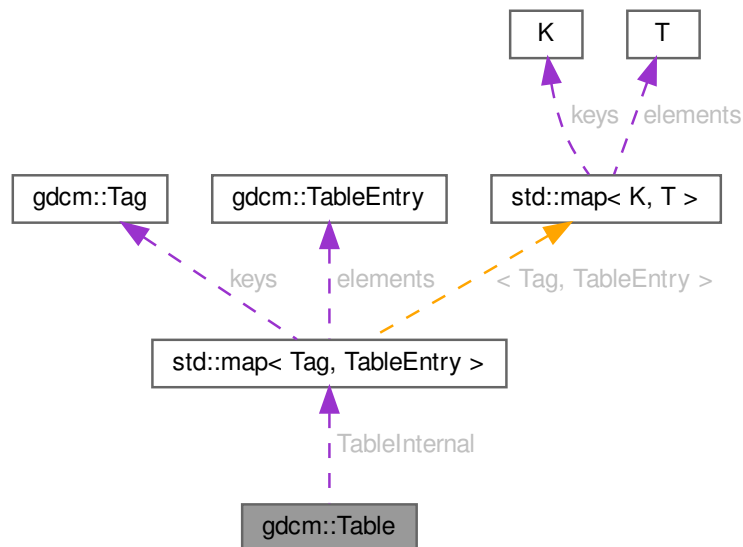 K
T
keys
elements
gdcm::Tag
gdcm::TableEntry
std::map< K, T >
keys
elements
< Tag, TableEntry >
std::map< Tag, TableEntry >
TableInternal
gdcm::Table